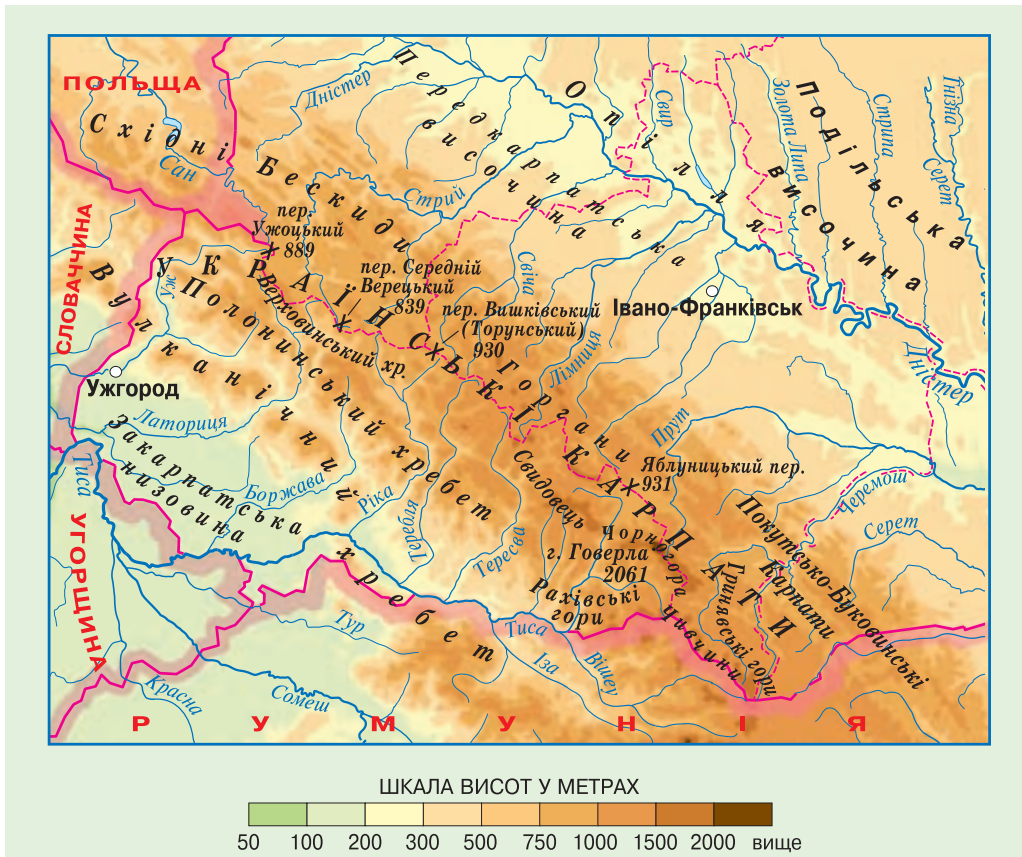 ПОЛЬЩА
Східні Бескиди
Сан
Дністер
Передкарпатська
височина
Опілля
Свир
Золота Липа
Подільська
височина
Стрипа
Гнізна
Серет
Стрий
СЛОВАЧЧИНА
пер.
Ужоцький
889
УКРАЇНСЬКІ КАРПАТИ
Уж
пер. Середній
Верецький
839
Верховинський хр.
пер. Вишківський
(Торунський)
930
Свіча
Івано-Франківськ
Полонинський хребет
Вулканічний хребет
Ужгород
Горгани
Лімниця
Дністер
Латориця
Закарпатська
низовина
Боржава
Ріка
Теребля
Тересва
Тиса
Прут
Яблуницький пер.
931
Черемош
Серет
Свидовець
Чорногора
г. Говерла
2061
Рахівські
гори
Гринявські гори
Чивчини
Покутсько-Буковинські
Карпати
УГОРЩИНА
Тур
Тиса
Іза
Вішеу
Красна
Сомеш
РУМУНІЯ
ШКАЛА ВИСОТ У МЕТРАХ
50 100 200 300 500 750 1000 1500 2000 вище